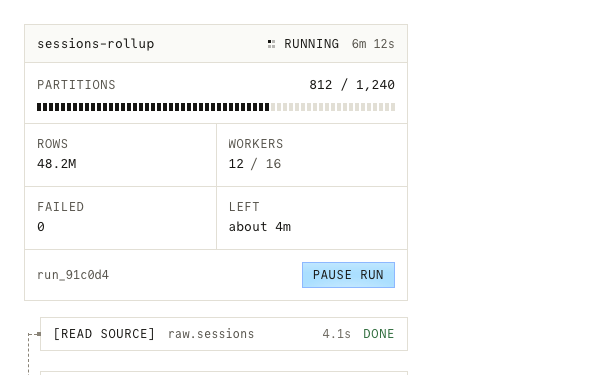 sessions-rollup RUNNING 6m 12s
PARTITIONS 812 / 1,240
ROWS WORKERS
48.2M 12 / 16
FAILED LEFT
0 about 4m
run_91c0d4 PAUSE RUN
[READ SOURCE] raw.sessions 4.1s DONE